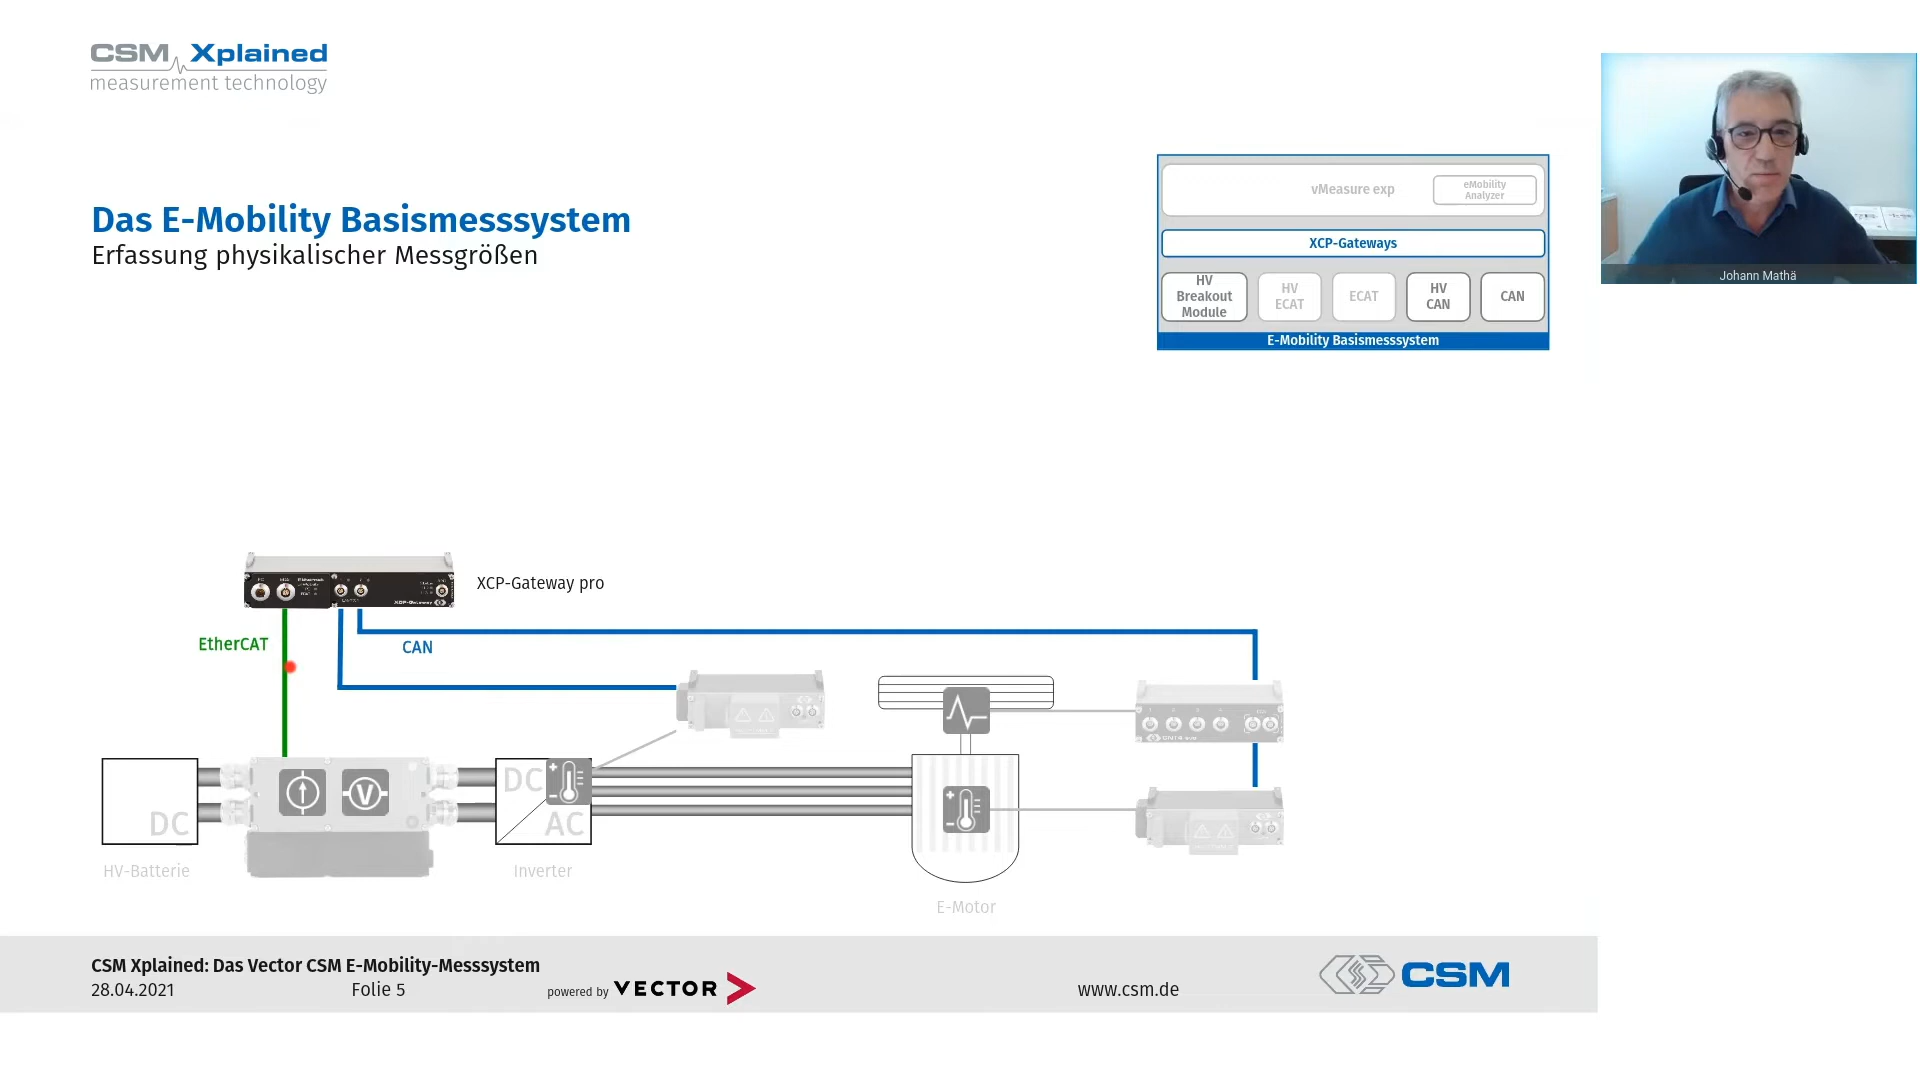 CSM Xplained
measurement technology
Das E-Mobility Basismesssystem
Erfassung physikalischer Messgrößen
vMeasure exp
eMobility
Analyzer
XCP-Gateways
HV
Breakout
Module
HV
ECAT
ECAT
HV
CAN
CAN
E-Mobility Basismesssystem
Johann Mathä
XCP-Gateway
XCP-Gateway pro
EtherCAT
CAN
DC
V
DC
AC
HV-Batterie
Inverter
E-Motor
CSM Xplained: Das Vector CSM E-Mobility-Messsystem
28.04.2021
Folie 5
powered by VECTOR
www.csm.de
CSM